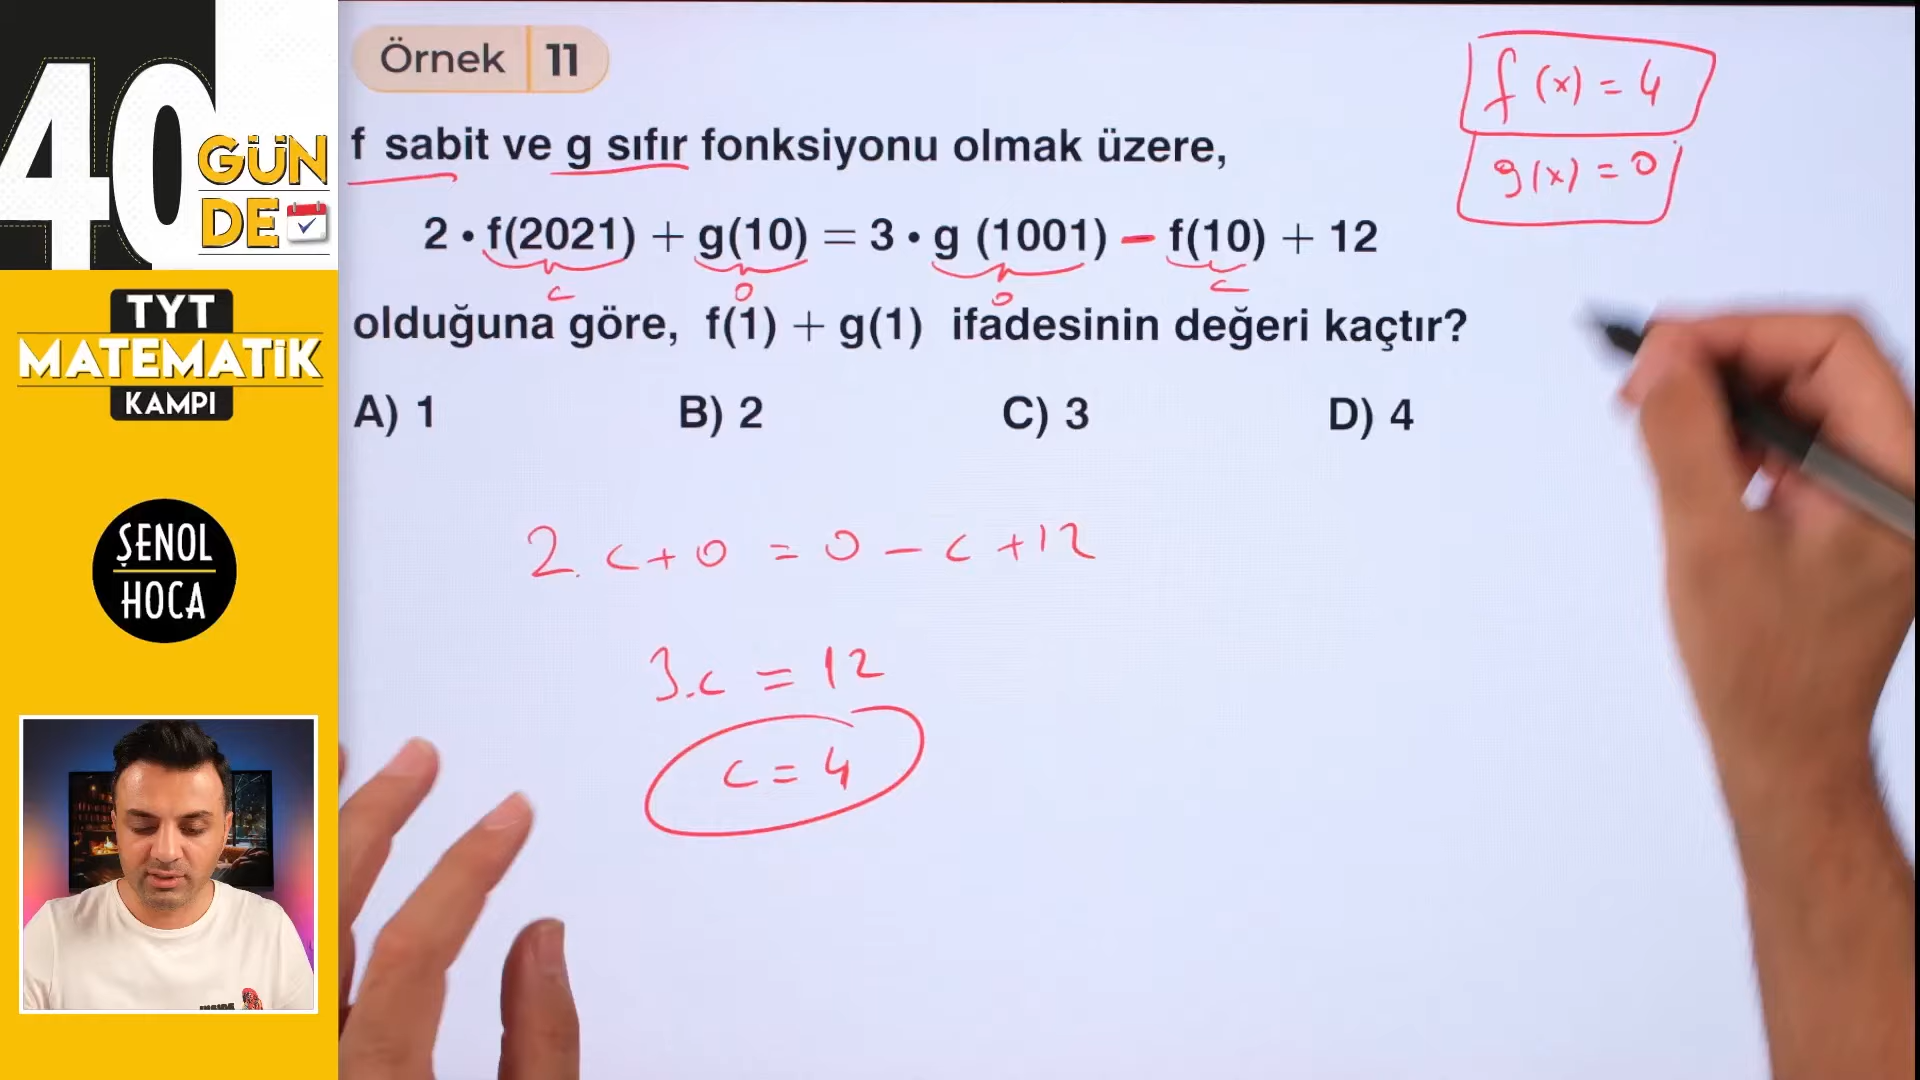 40
GÜN
DE
TYT
MATEMATİK
KAMPI
ŞENOL
HOCA
Örnek 11
f sabit ve g sıfır fonksiyonu olmak üzere,
2 • f(2021) + g(10) = 3 • g (1001) - f(10) + 12
c 0 0 c
olduğuna göre, f(1) + g(1) ifadesinin değeri kaçtır?
A) 1 B) 2 C) 3 D) 4
f(x) = 4
g(x) = 0
2. c + 0 = 0 - c + 12
3.c = 12
c = 4